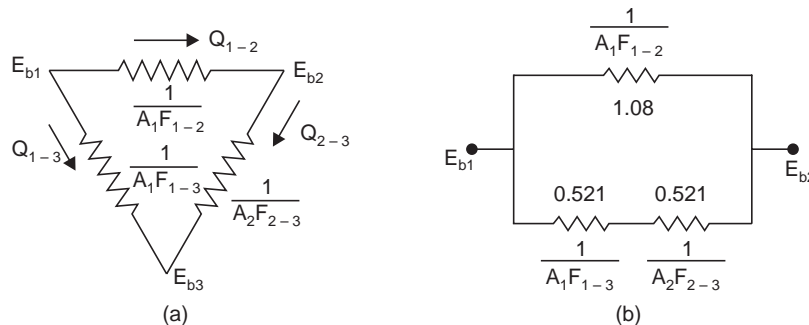 Q1 – 2
Eb1
Eb2
1
A1F1 – 2
Q1 – 3
Q2 – 3
1
A1F1 – 3
1
A2F2 – 3
Eb3
(a)
1
A1F1 – 2
1.08
Eb1
Eb2
0.521
0.521
1
A1F1 – 3
1
A2F2 – 3
(b)